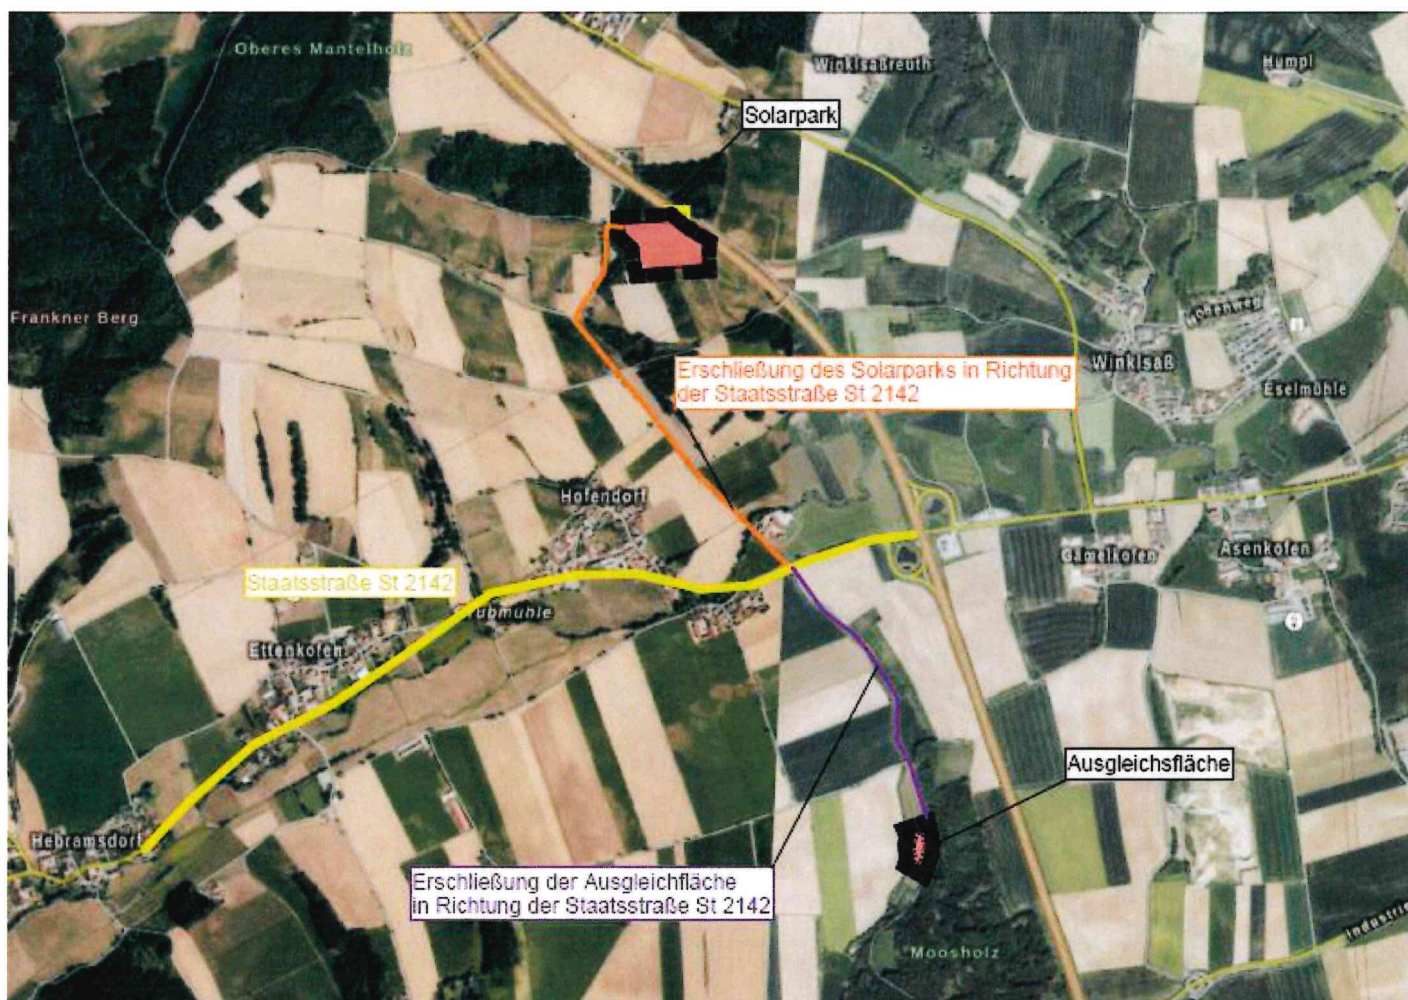 Oberes Mantelholz
Winklsaßreuth
Humpl
Solarpark
Frankner Berg
Erschließung des Solarparks in Richtung
der Staatsstraße St 2142
Winklsaß
Eselmühle
Hofendorf
Gämelkofen
Asenkofen
Staatsstraße St 2142
Ettenkofen
Ausgleichsfläche
Hebramsdorf
Erschließung der Ausgleichfläche
in Richtung der Staatsstraße St 2142
Moosholz
Industrie